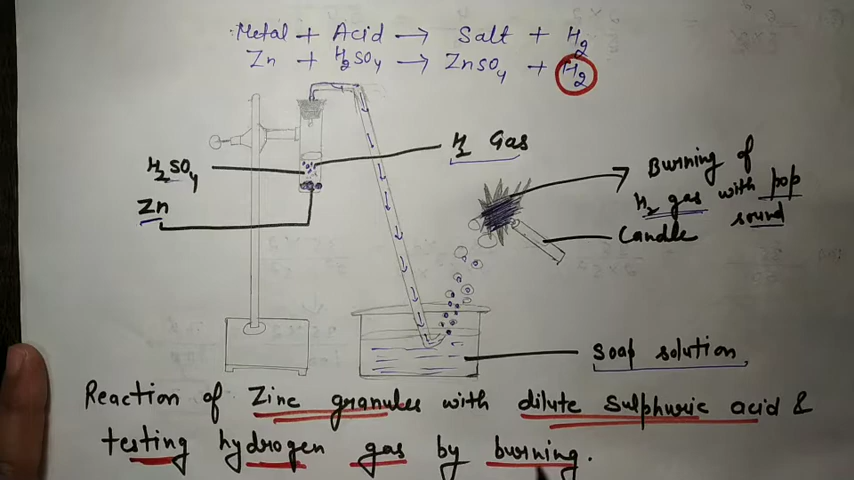 Metal + Acid → Salt + H₂
Zn + H₂SO₄ → ZnSO₄ + H₂
H₂ Gas
H₂SO₄
Zn
Burning of
H₂ gas with pop
sound
Candle
Soap solution
Reaction of Zinc granules with dilute Sulphuric acid &
testing hydrogen gas by burning.